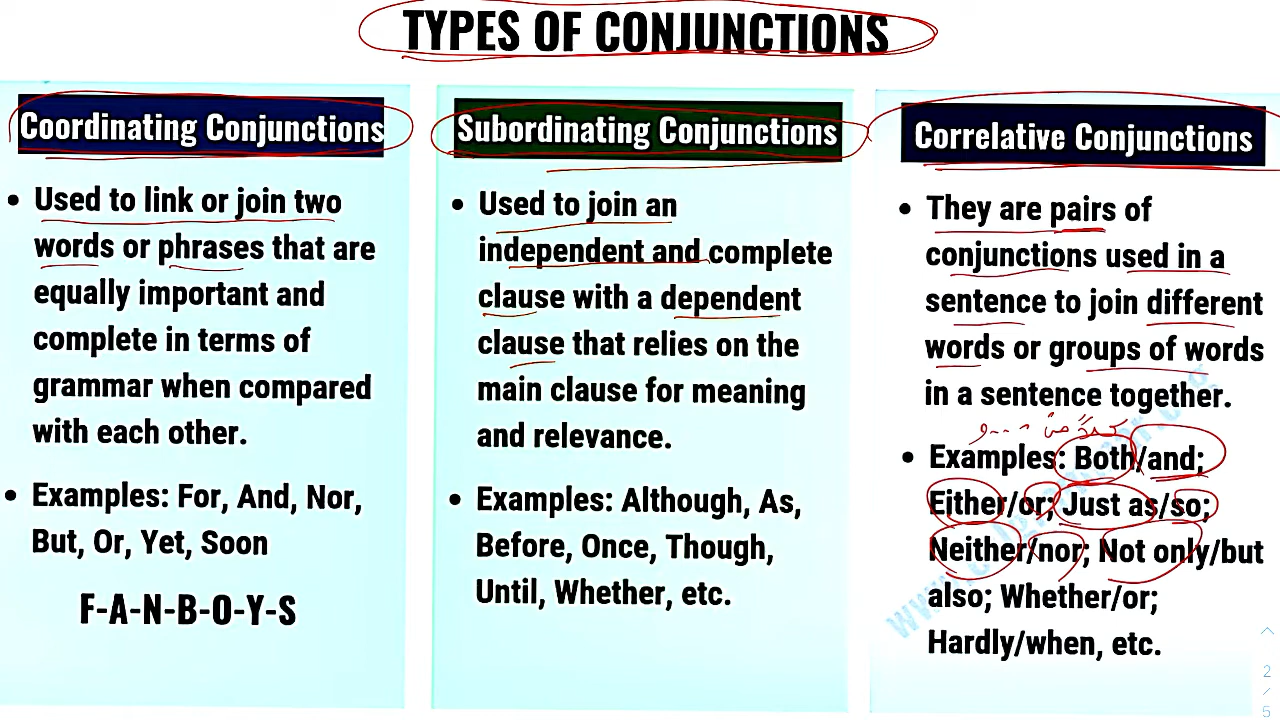 TYPES OF CONJUNCTIONS
Coordinating Conjunctions
• Used to link or join two
words or phrases that are
equally important and
complete in terms of
grammar when compared
with each other.
• Examples: For, And, Nor,
But, Or, Yet, Soon
F-A-N-B-O-Y-S
Subordinating Conjunctions
• Used to join an
independent and complete
clause with a dependent
clause that relies on the
main clause for meaning
and relevance.
• Examples: Although, As,
Before, Once, Though,
Until, Whether, etc.
Correlative Conjunctions
• They are pairs of
conjunctions used in a
sentence to join different
words or groups of words
in a sentence together.
• Examples: Both/and;
Either/or; Just as/so;
Neither/nor; Not only/but
also; Whether/or;
Hardly/when, etc.
2
/
5